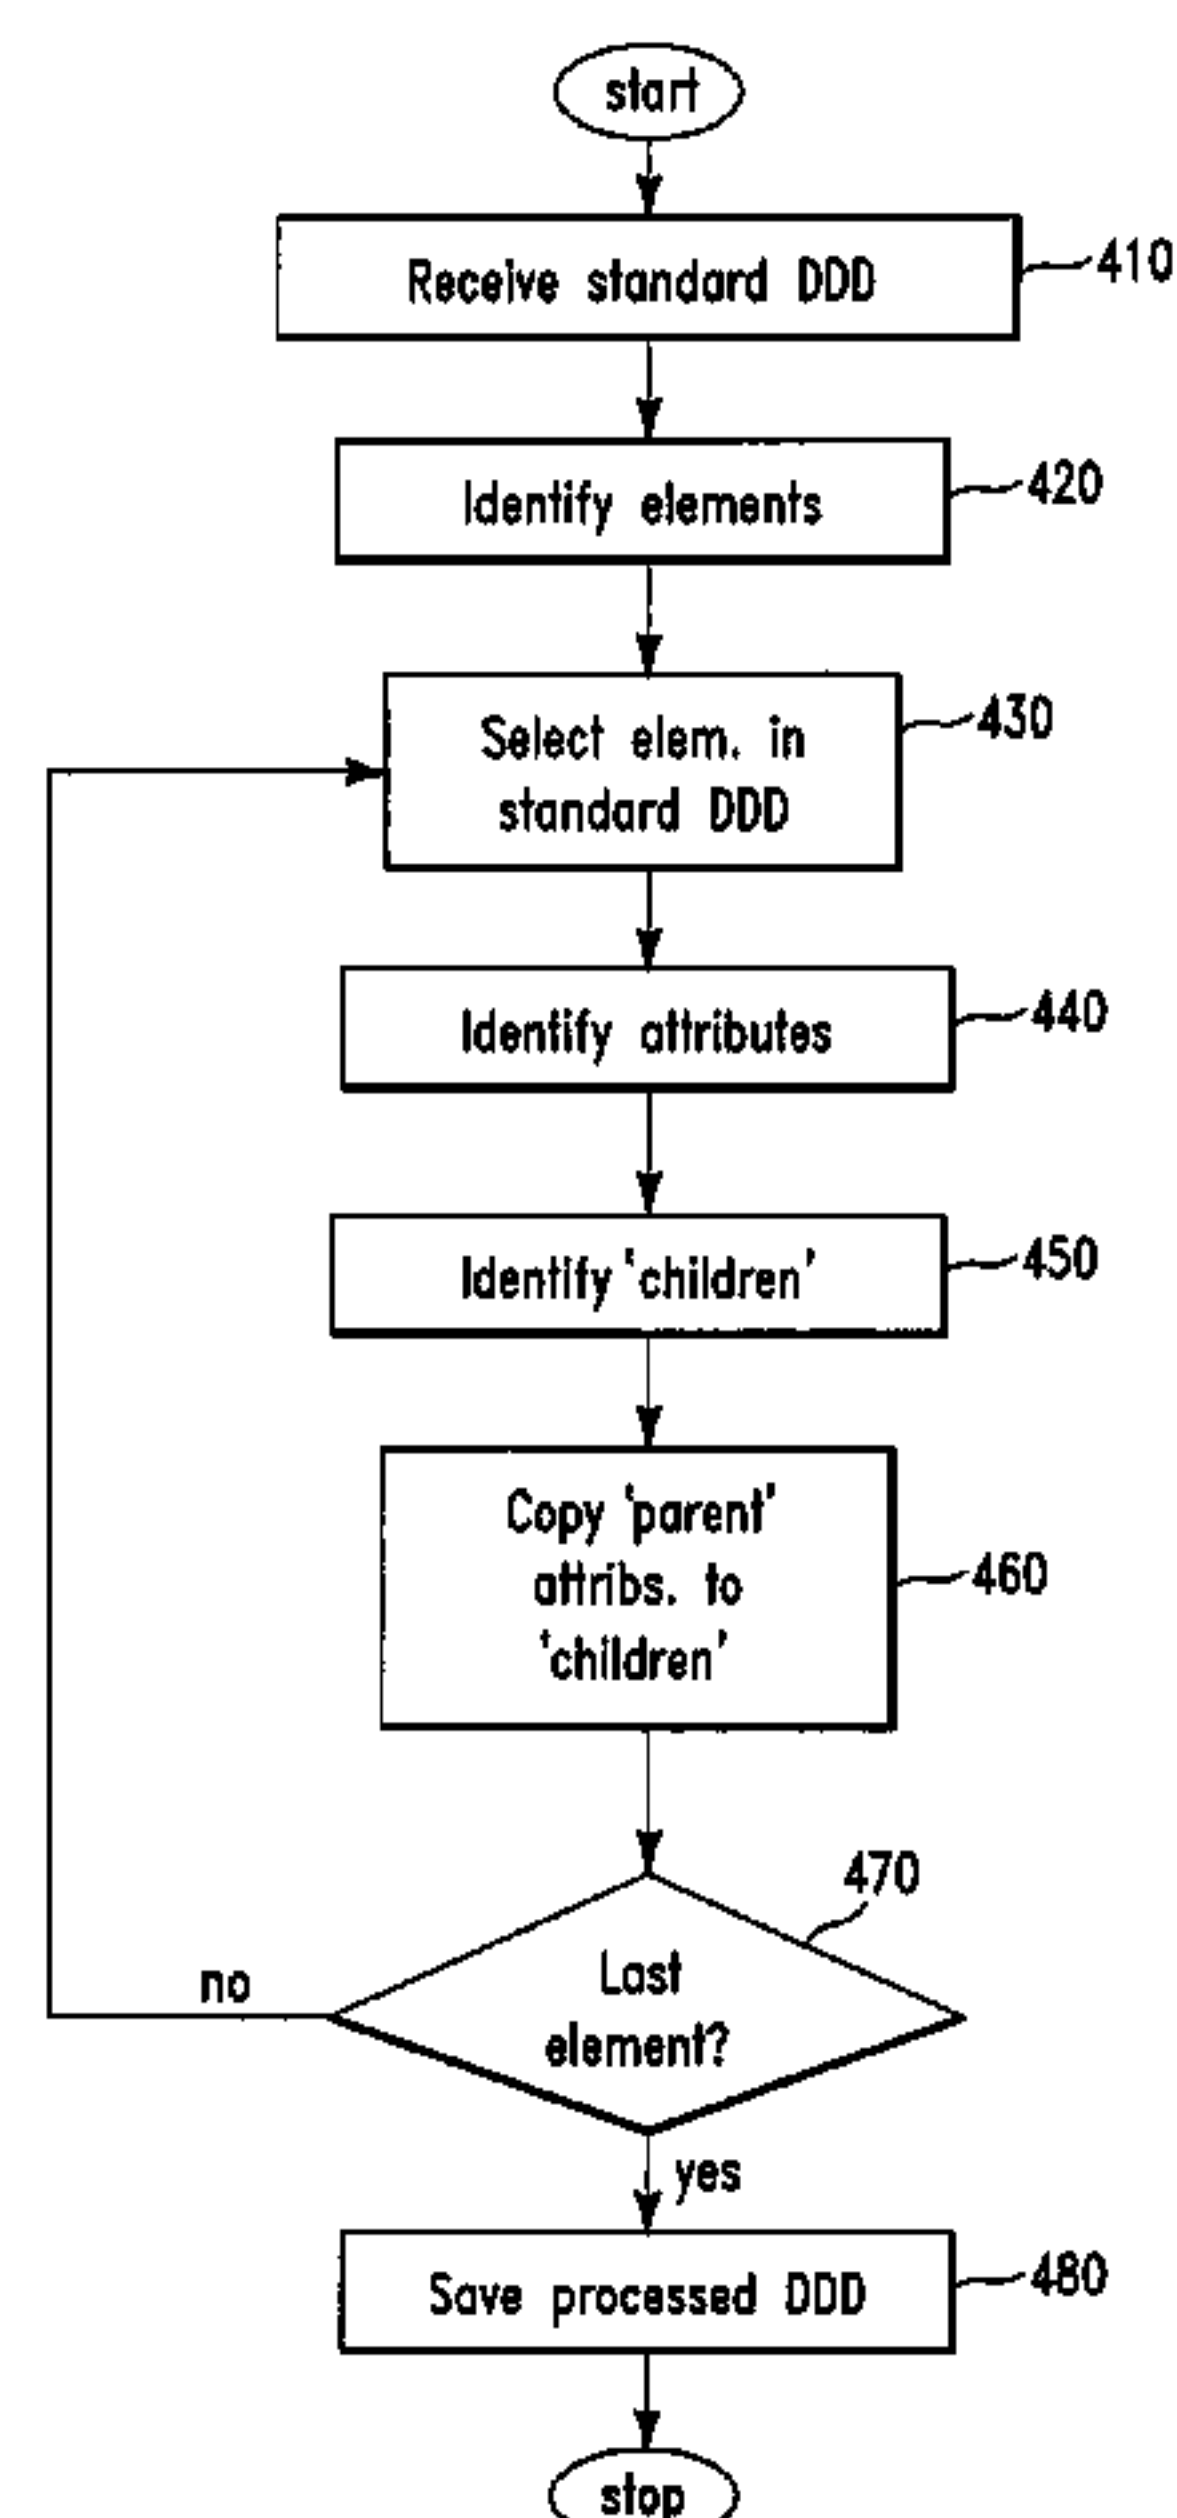 start
Receive standard DDD
410
Identify elements
420
Select elem. in
standard DDD
430
Identify attributes
440
Identify 'children'
450
Copy 'parent'
attribs. to
'children'
460
470
Last
element?
no
yes
Save processed DDD
480
stop